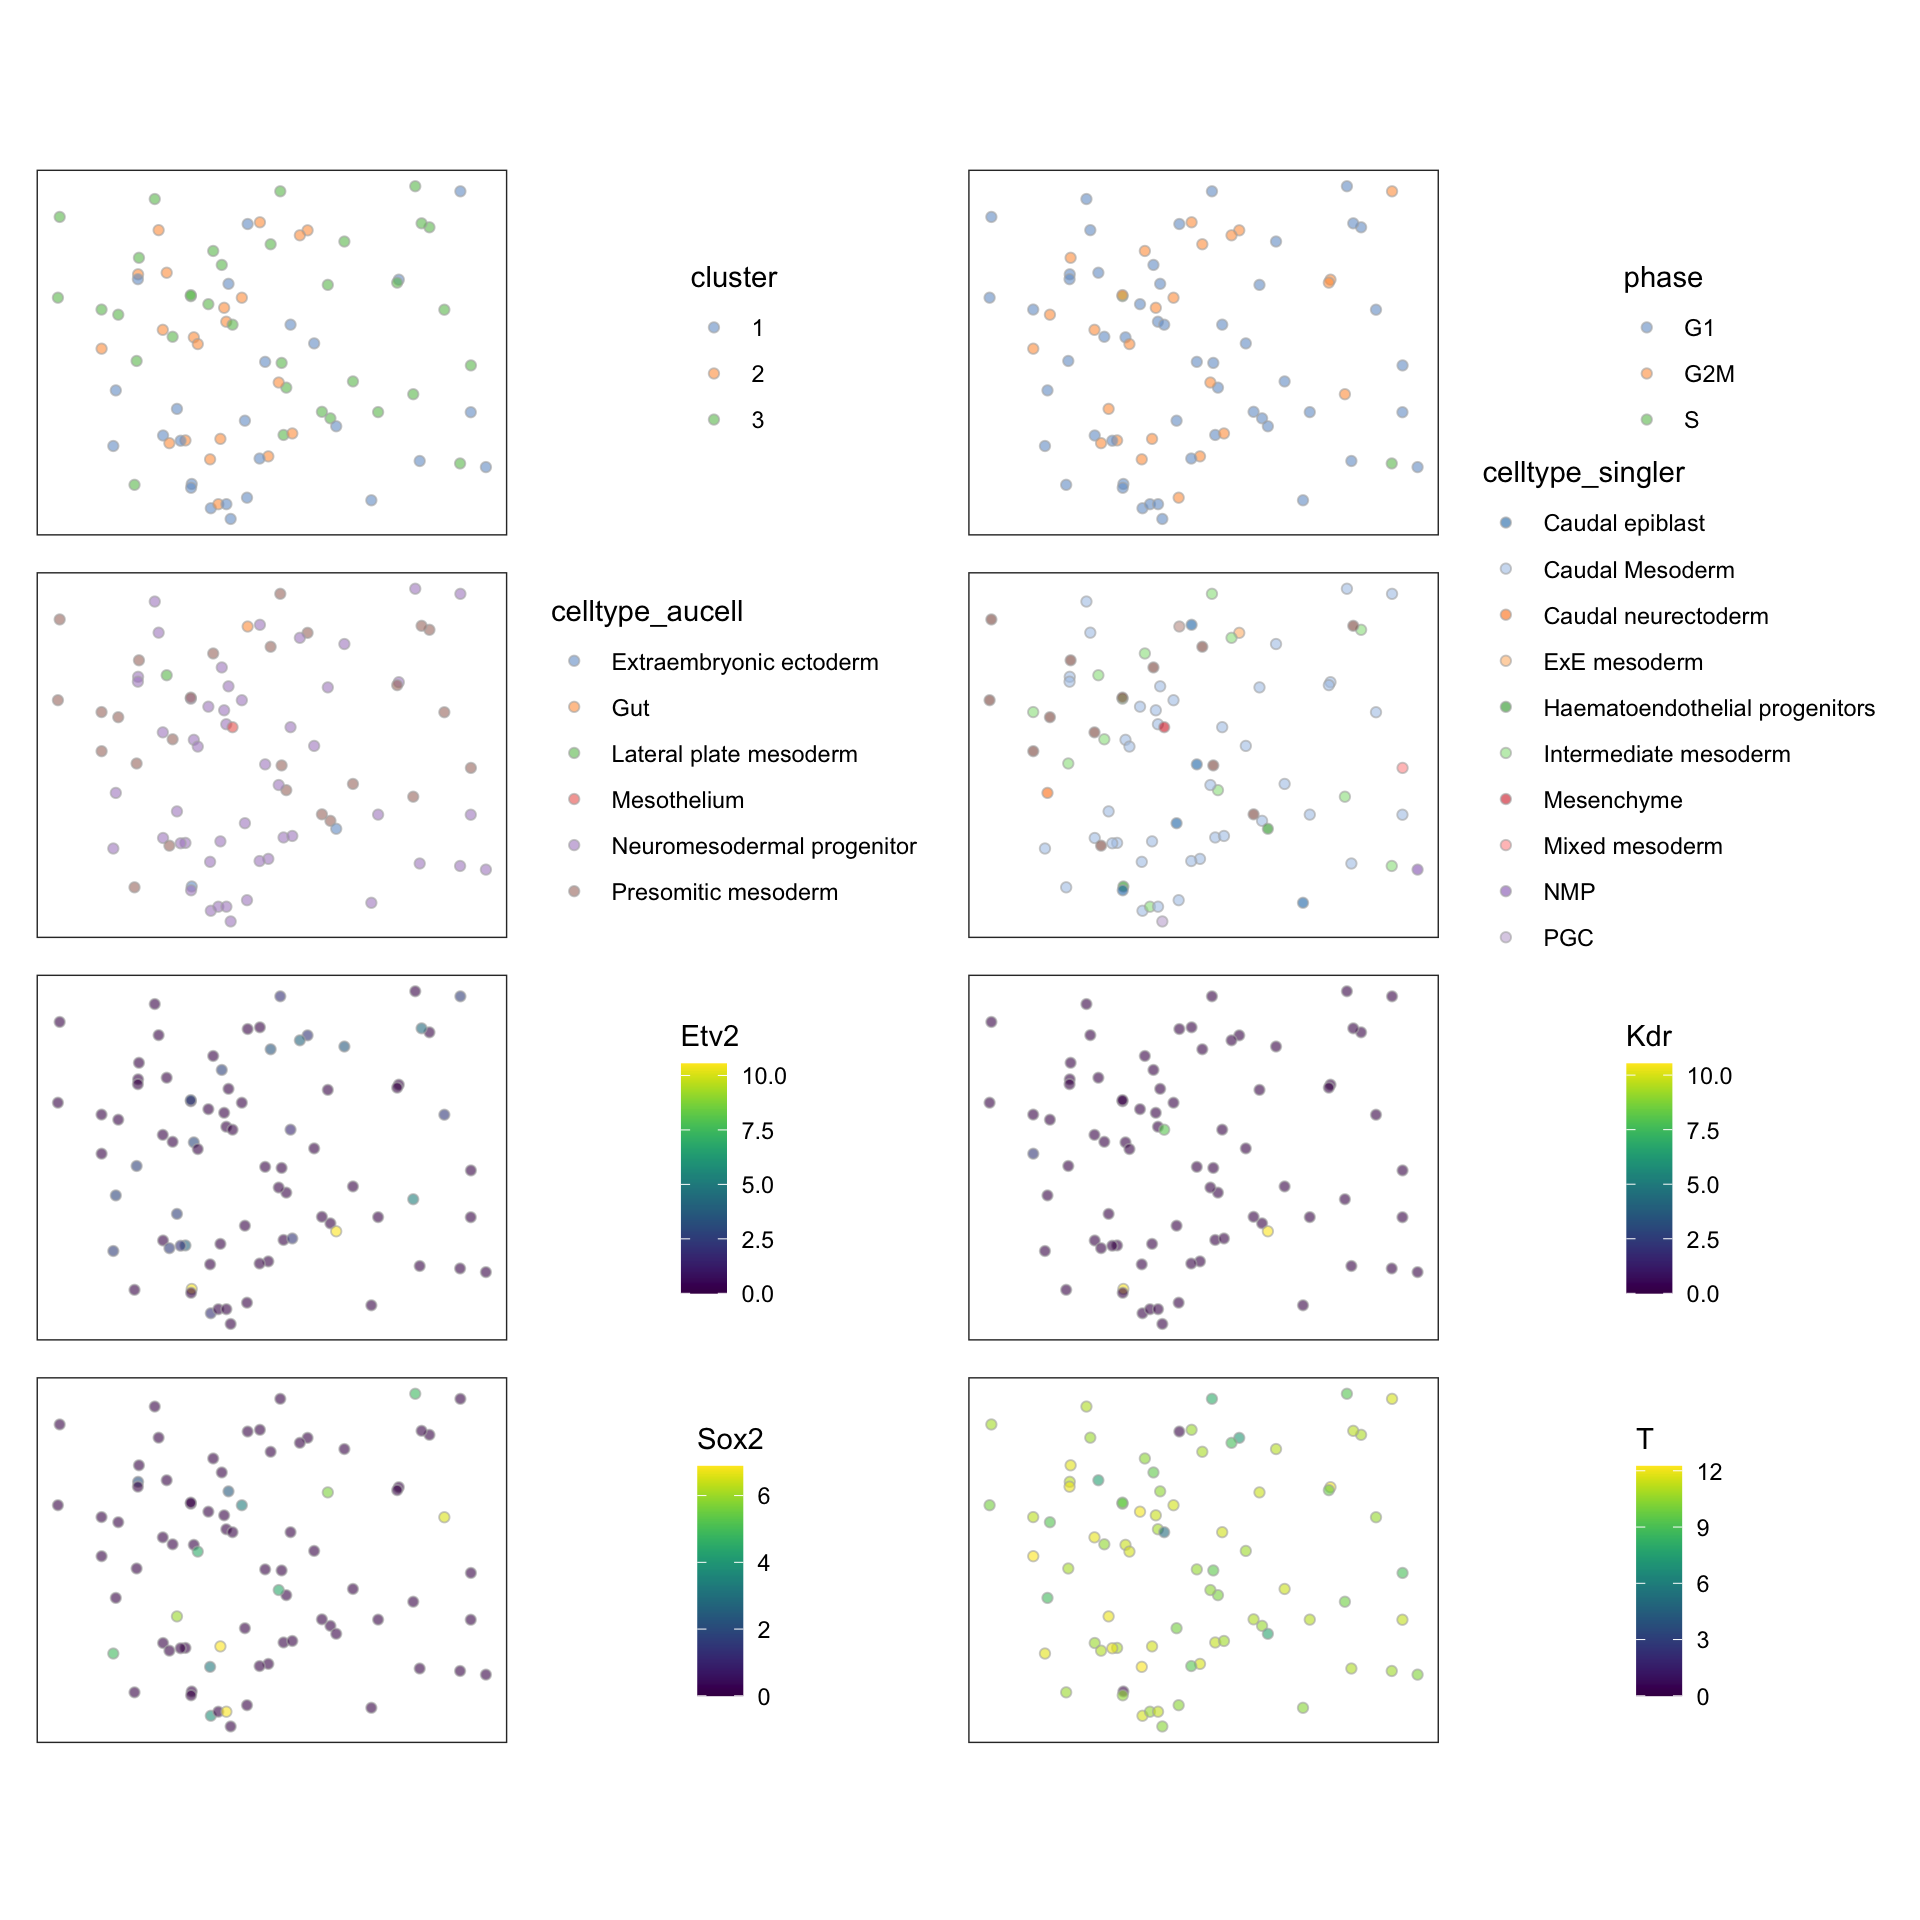 cluster
1
2
3
phase
G1
G2M
S
celltype_aucell
Extraembryonic ectoderm
Gut
Lateral plate mesoderm
Mesothelium
Neuromesodermal progenitor
Presomitic mesoderm
celltype_singler
Caudal epiblast
Caudal Mesoderm
Caudal neurectoderm
ExE mesoderm
Haematoendothelial progenitors
Intermediate mesoderm
Mesenchyme
Mixed mesoderm
NMP
PGC
Etv2
10.0
7.5
5.0
2.5
0.0
Kdr
10.0
7.5
5.0
2.5
0.0
Sox2
6
4
2
0
T
12
9
6
3
0